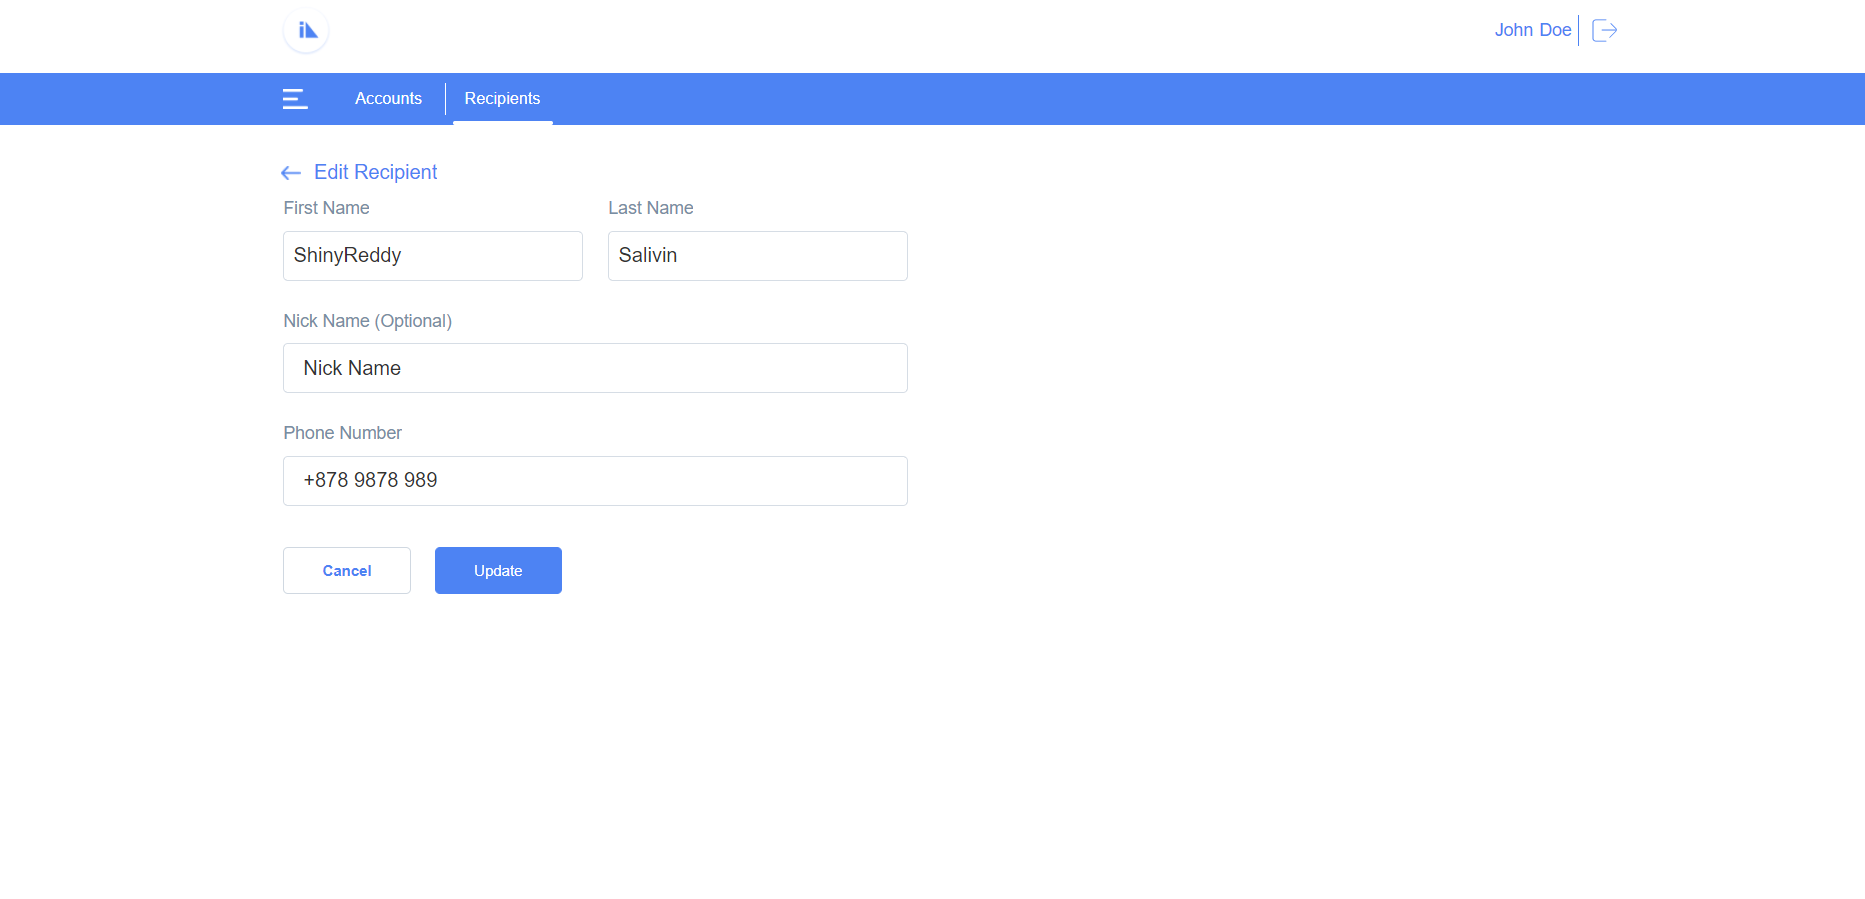 John Doe
Accounts Recipients
Edit Recipient
First Name Last Name
ShinyReddy Salivin
Nick Name (Optional)
Nick Name
Phone Number
+878 9878 989
Cancel Update